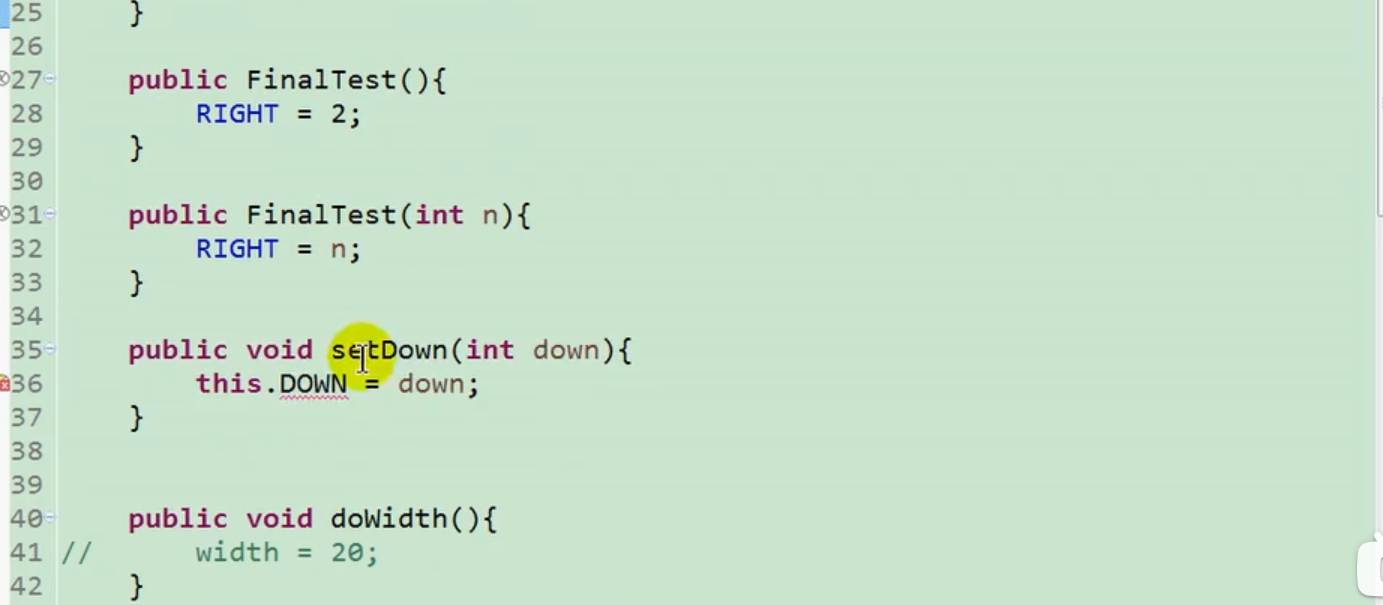 25    }
26
27    public FinalTest(){
28        RIGHT = 2;
29    }
30
31    public FinalTest(int n){
32        RIGHT = n;
33    }
34
35    public void setDown(int down){
36        this.DOWN = down;
37    }
38
39
40    public void doWidth(){
41 //      width = 20;
42    }